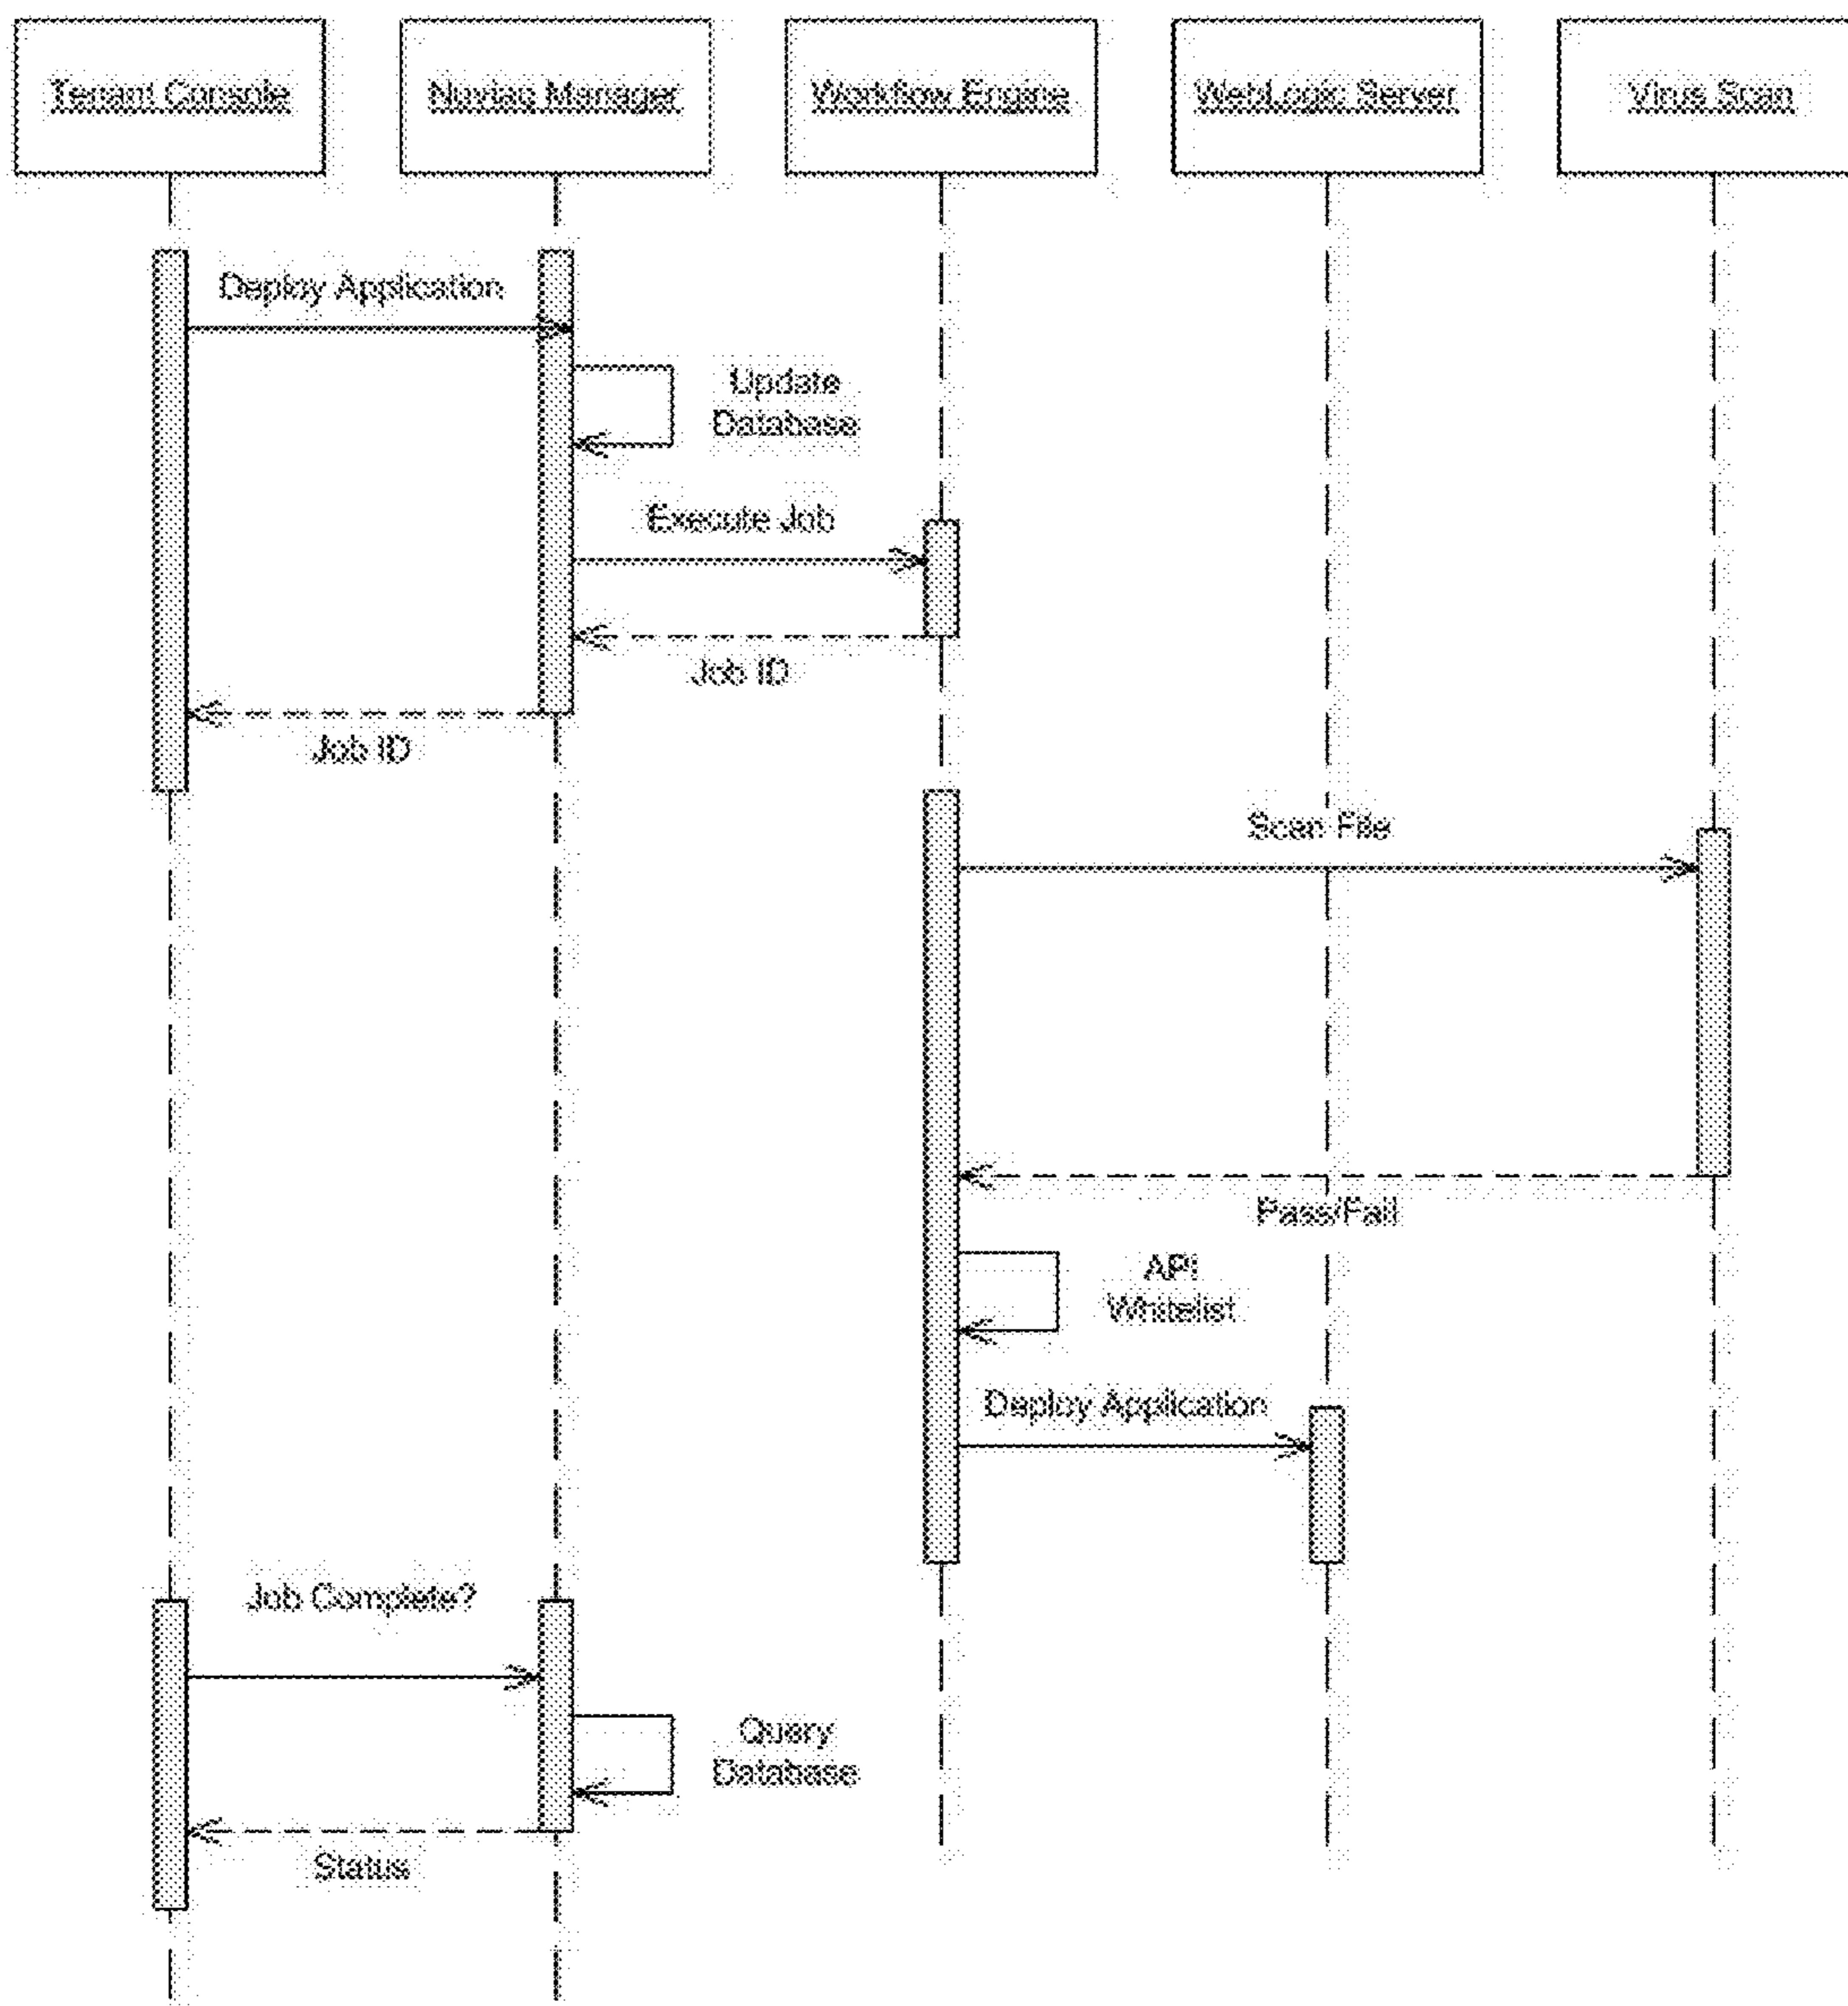 Tenant Console
Nuviaq Manager
Workflow Engine
WebLogic Server
Virus Scan
Deploy Application
Update
Database
Execute Job
Job ID
Job ID
Scan File
Pass/Fail
API
Whitelist
Deploy Application
Job Complete?
Query
Database
Status